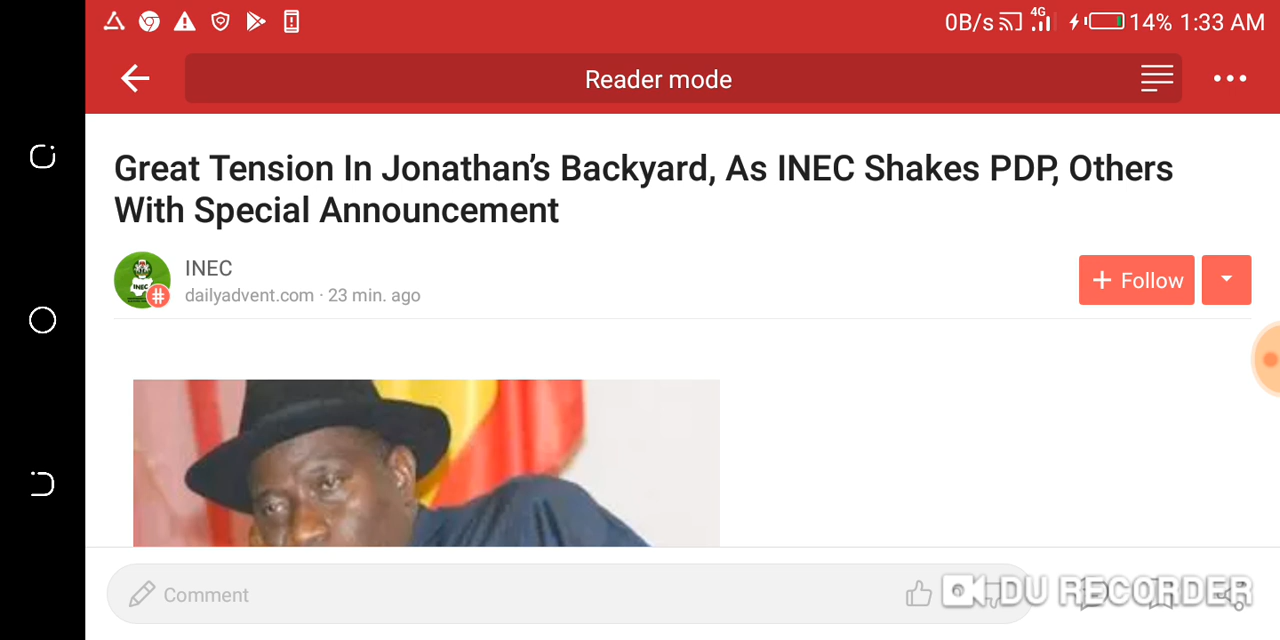 0B/s 4G 14% 1:33 AM
Reader mode
Great Tension In Jonathan's Backyard, As INEC Shakes PDP, Others
With Special Announcement
INEC
dailyadvent.com · 23 min. ago
+ Follow
INEC
#
Comment
DU RECORDER